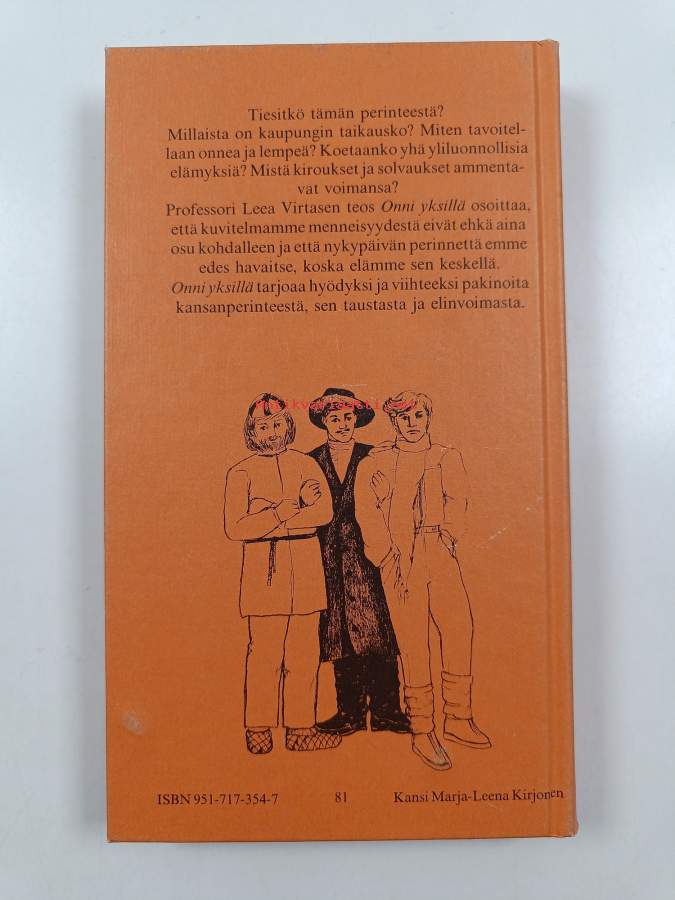 Tiesitkö tämän perinteestä?
Millaista on kaupungin taikausko? Miten tavoitel-
laan onnea ja lempeä? Koetaanko yhä yliluonnollisia
elämyksiä? Mistä kiroukset ja solvaukset ammenta-
vat voimansa?
Professori Leea Virtasen teos Onni yksillä osoittaa,
että kuvitelmamme menneisyydestä eivät ehkä aina
osu kohdalleen ja että nykypäivän perinnettä emme
edes havaitse, koska elämme sen keskellä.
Onni yksillä tarjoaa hyödyksi ja viihteeksi pakinoita
kansanperinteestä, sen taustasta ja elinvoimasta.
ISBN 951-717-354-7 81 Kansi Marja-Leena Kirjonen